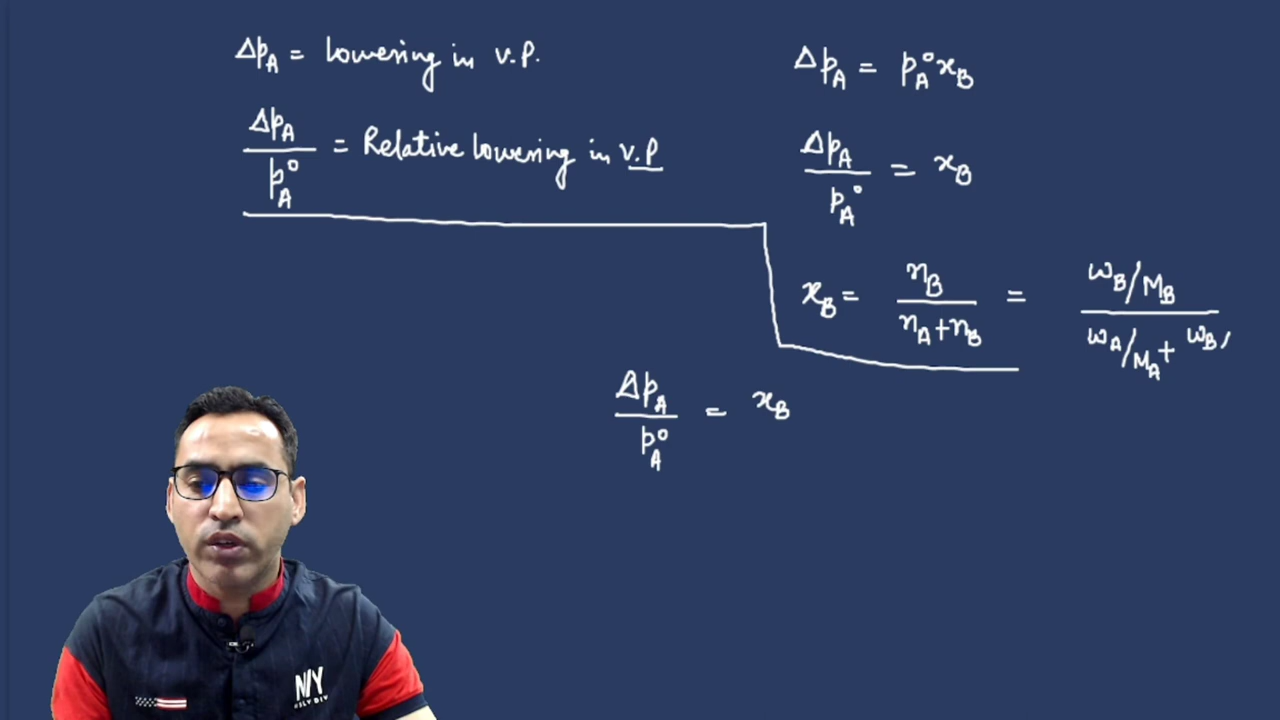 Δp_A = lowering in v.p.
Δp_A / p_A° = Relative lowering in v.p
Δp_A = p_A° x_B
Δp_A / p_A° = x_B
x_B = n_B / (n_A + n_B) = (w_B/M_B) / (w_A/M_A + w_B/
Δp_A / p_A° = x_B
NY